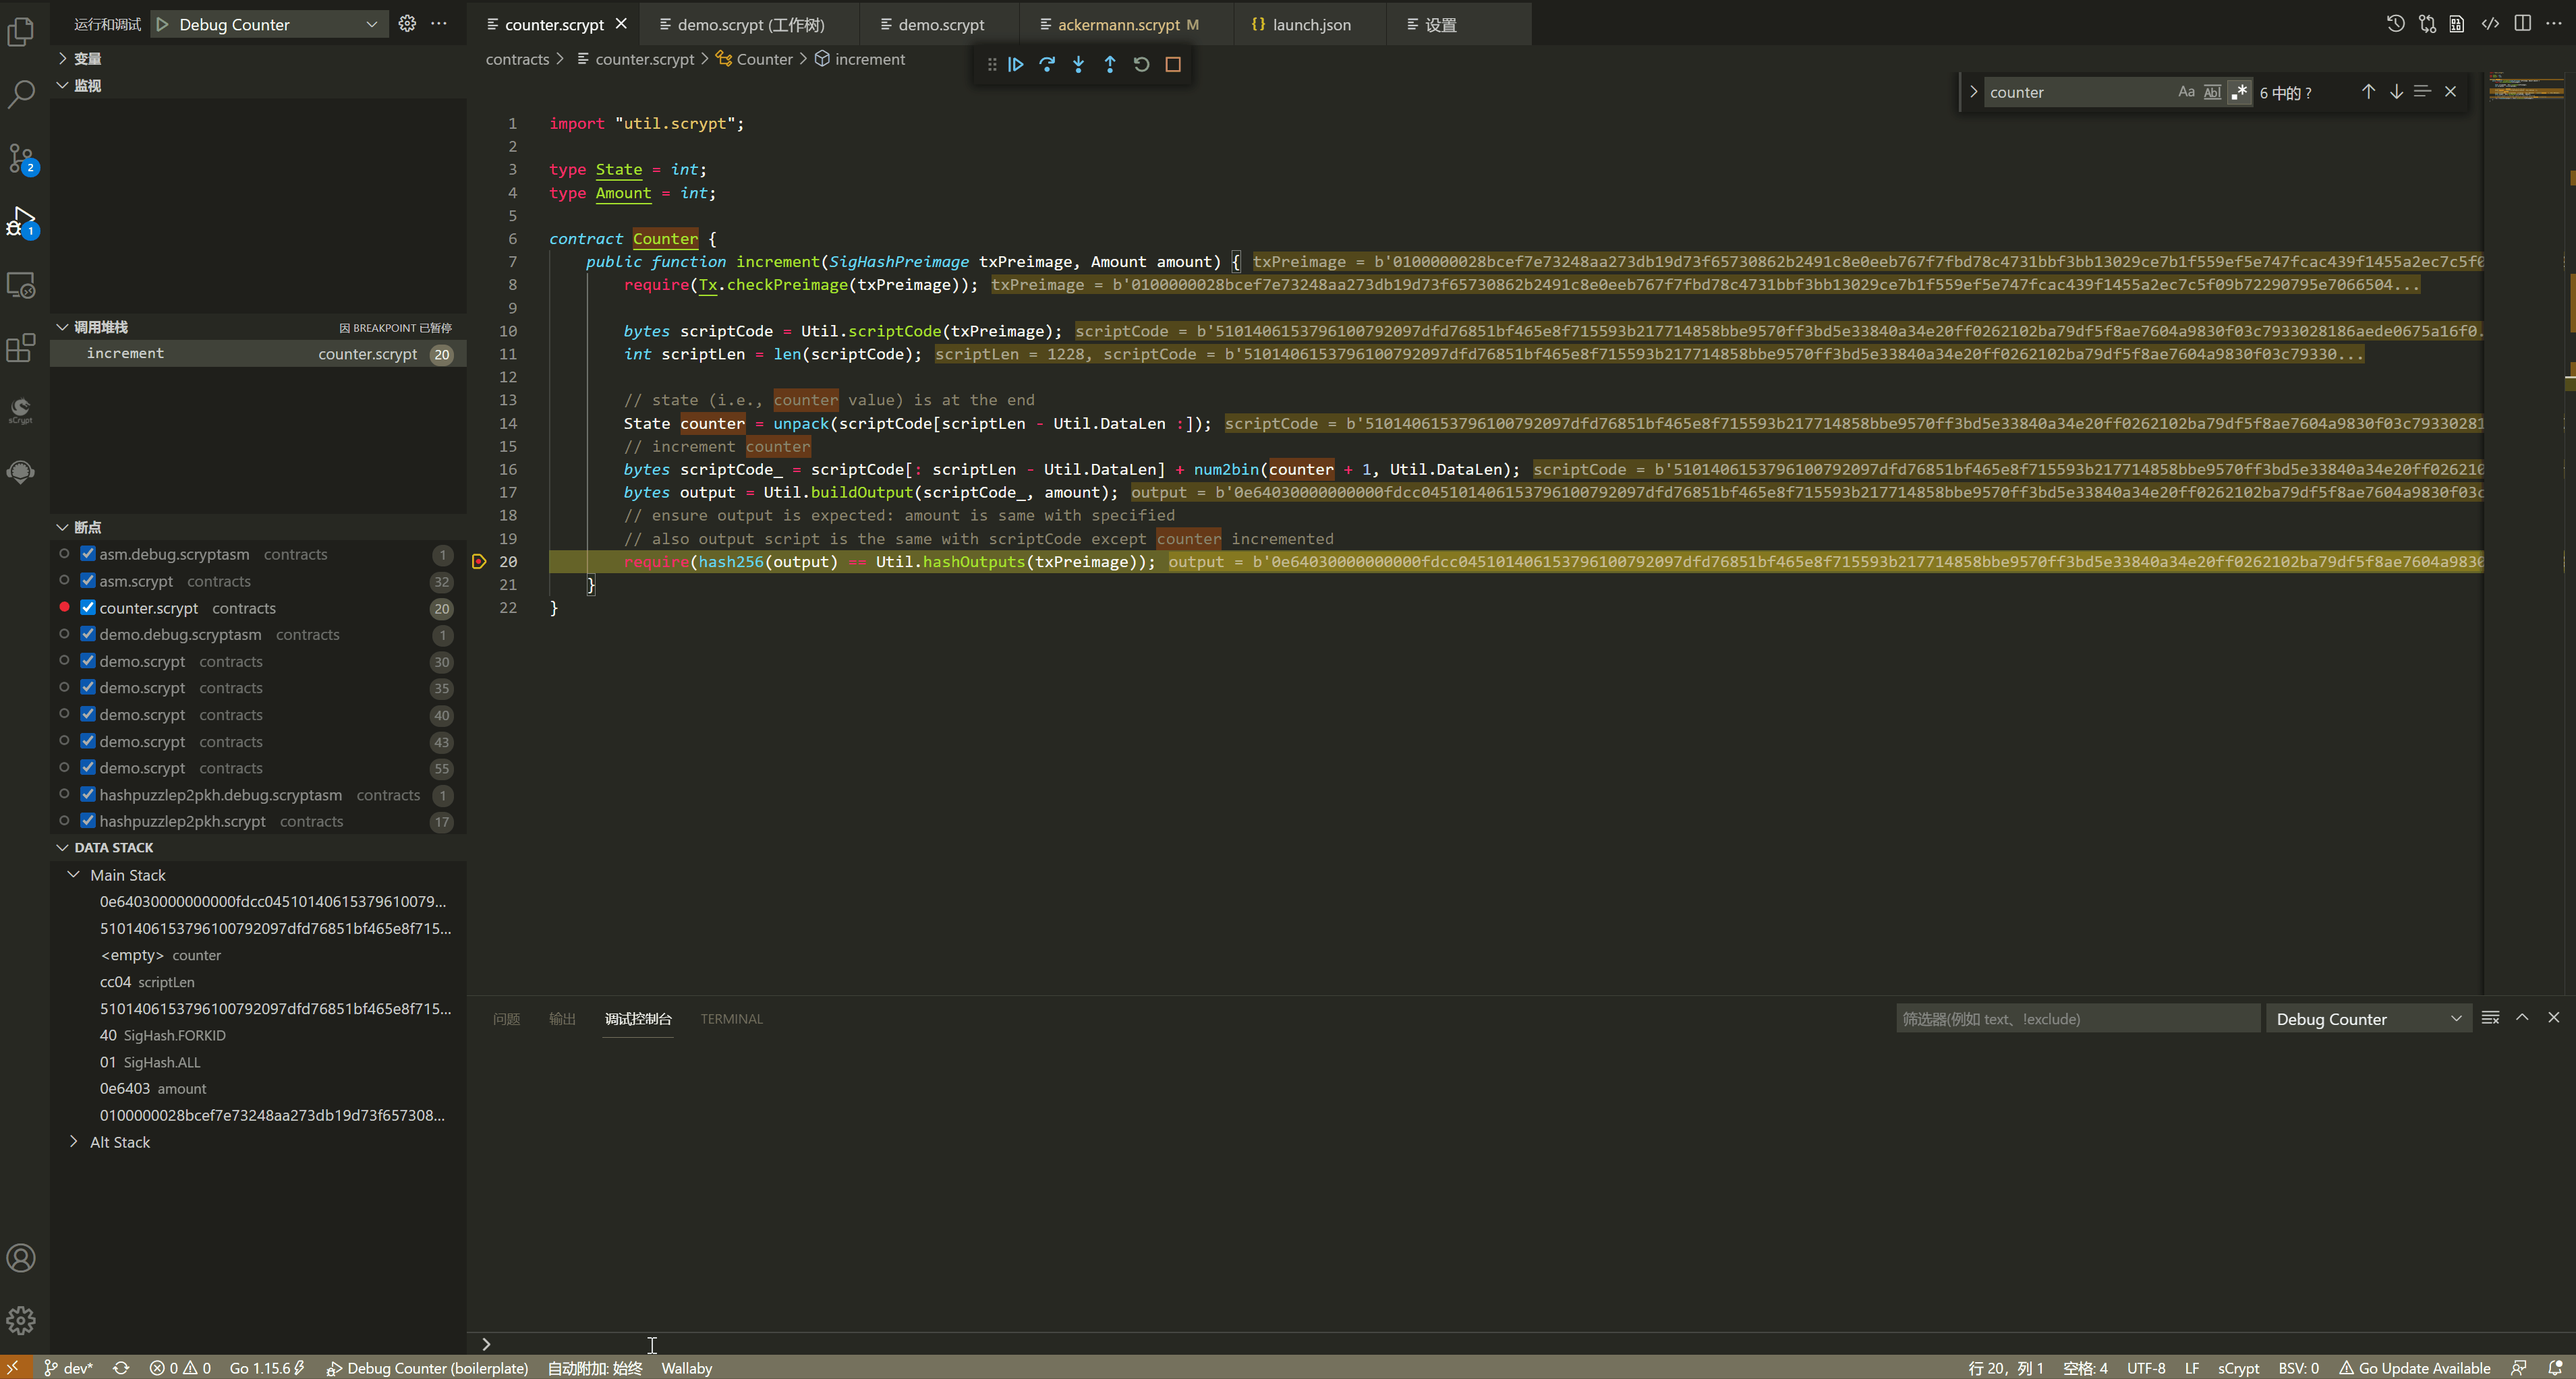 运行和调试 Debug Counter
变量
监视
2
1
sCrypt
调用堆栈 因 BREAKPOINT 已暂停
increment counter.scrypt 20
断点
asm.debug.scryptasm contracts 1
asm.scrypt contracts 32
counter.scrypt contracts 20
demo.debug.scryptasm contracts 1
demo.scrypt contracts 30
demo.scrypt contracts 35
demo.scrypt contracts 40
demo.scrypt contracts 43
demo.scrypt contracts 55
hashpuzzlep2pkh.debug.scryptasm contracts 1
hashpuzzlep2pkh.scrypt contracts 17
DATA STACK
Main Stack
0e64030000000000fdcc04510140615379610079...
5101406153796100792097dfd76851bf465e8f715...
<empty> counter
cc04 scriptLen
5101406153796100792097dfd76851bf465e8f715...
40 SigHash.FORKID
01 SigHash.ALL
0e6403 amount
0100000028bcef7e73248aa273db19d73f657308...
Alt Stack
counter.scrypt demo.scrypt (工作树) demo.scrypt ackermann.scrypt M {} launch.json 设置
contracts > counter.scrypt > Counter > increment
counter Aa Abl .* 6 中的 ?
1 import "util.scrypt";
2
3 type State = int;
4 type Amount = int;
5
6 contract Counter {
7 public function increment(SigHashPreimage txPreimage, Amount amount) { txPreimage = b'0100000028bcef7e73248aa273db19d73f65730862b2491c8e0eeb767f7fbd78c4731bbf3bb13029ce7b1f559ef5e747fcac439f1455a2ec7c5f0
8 require(Tx.checkPreimage(txPreimage)); txPreimage = b'0100000028bcef7e73248aa273db19d73f65730862b2491c8e0eeb767f7fbd78c4731bbf3bb13029ce7b1f559ef5e747fcac439f1455a2ec7c5f09b72290795e7066504...
9
10 bytes scriptCode = Util.scriptCode(txPreimage); scriptCode = b'5101406153796100792097dfd76851bf465e8f715593b217714858bbe9570ff3bd5e33840a34e20ff0262102ba79df5f8ae7604a9830f03c7933028186aede0675a16f0.
11 int scriptLen = len(scriptCode); scriptLen = 1228, scriptCode = b'5101406153796100792097dfd76851bf465e8f715593b217714858bbe9570ff3bd5e33840a34e20ff0262102ba79df5f8ae7604a9830f03c79330...
12
13 // state (i.e., counter value) is at the end
14 State counter = unpack(scriptCode[scriptLen - Util.DataLen :]); scriptCode = b'5101406153796100792097dfd76851bf465e8f715593b217714858bbe9570ff3bd5e33840a34e20ff0262102ba79df5f8ae7604a9830f03c79330281
15 // increment counter
16 bytes scriptCode_ = scriptCode[: scriptLen - Util.DataLen] + num2bin(counter + 1, Util.DataLen); scriptCode = b'5101406153796100792097dfd76851bf465e8f715593b217714858bbe9570ff3bd5e33840a34e20ff026210
17 bytes output = Util.buildOutput(scriptCode_, amount); output = b'0e64030000000000fdcc045101406153796100792097dfd76851bf465e8f715593b217714858bbe9570ff3bd5e33840a34e20ff0262102ba79df5f8ae7604a9830f03c
18 // ensure output is expected: amount is same with specified
19 // also output script is the same with scriptCode except counter incremented
20 require(hash256(output) == Util.hashOutputs(txPreimage)); output = b'0e64030000000000fdcc045101406153796100792097dfd76851bf465e8f715593b217714858bbe9570ff3bd5e33840a34e20ff0262102ba79df5f8ae7604a9830
21 }
22 }
问题 输出 调试控制台 TERMINAL 筛选器(例如 text、!exclude) Debug Counter
dev* 0 0 Go 1.15.6 Debug Counter (boilerplate) 自动附加: 始终 Wallaby 行 20，列 1 空格: 4 UTF-8 LF sCrypt BSV: 0 Go Update Available